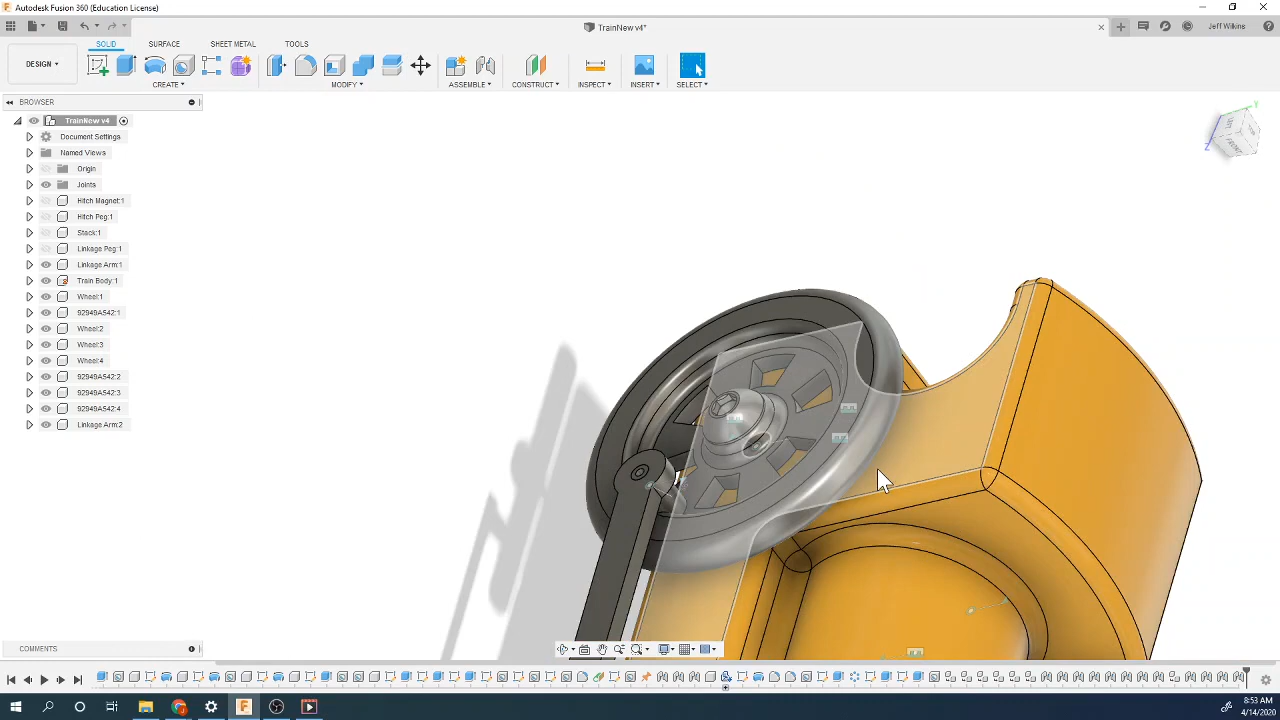 Autodesk Fusion 360 (Education License)
TrainNew v4*
Jeff Wilkins
SOLID SURFACE SHEET METAL TOOLS
DESIGN
CREATE MODIFY ASSEMBLE CONSTRUCT INSPECT INSERT SELECT
BROWSER
TrainNew v4
Document Settings
Named Views
Origin
Joints
Hitch Magnet:1
Hitch Peg:1
Stack:1
Linkage Peg:1
Linkage Arm:1
Train Body:1
Wheel:1
92949A542:1
Wheel:2
Wheel:3
Wheel:4
92949A542:2
92949A542:3
92949A542:4
Linkage Arm:2
Y
Z
FRONT
COMMENTS
8:53 AM
4/14/2020